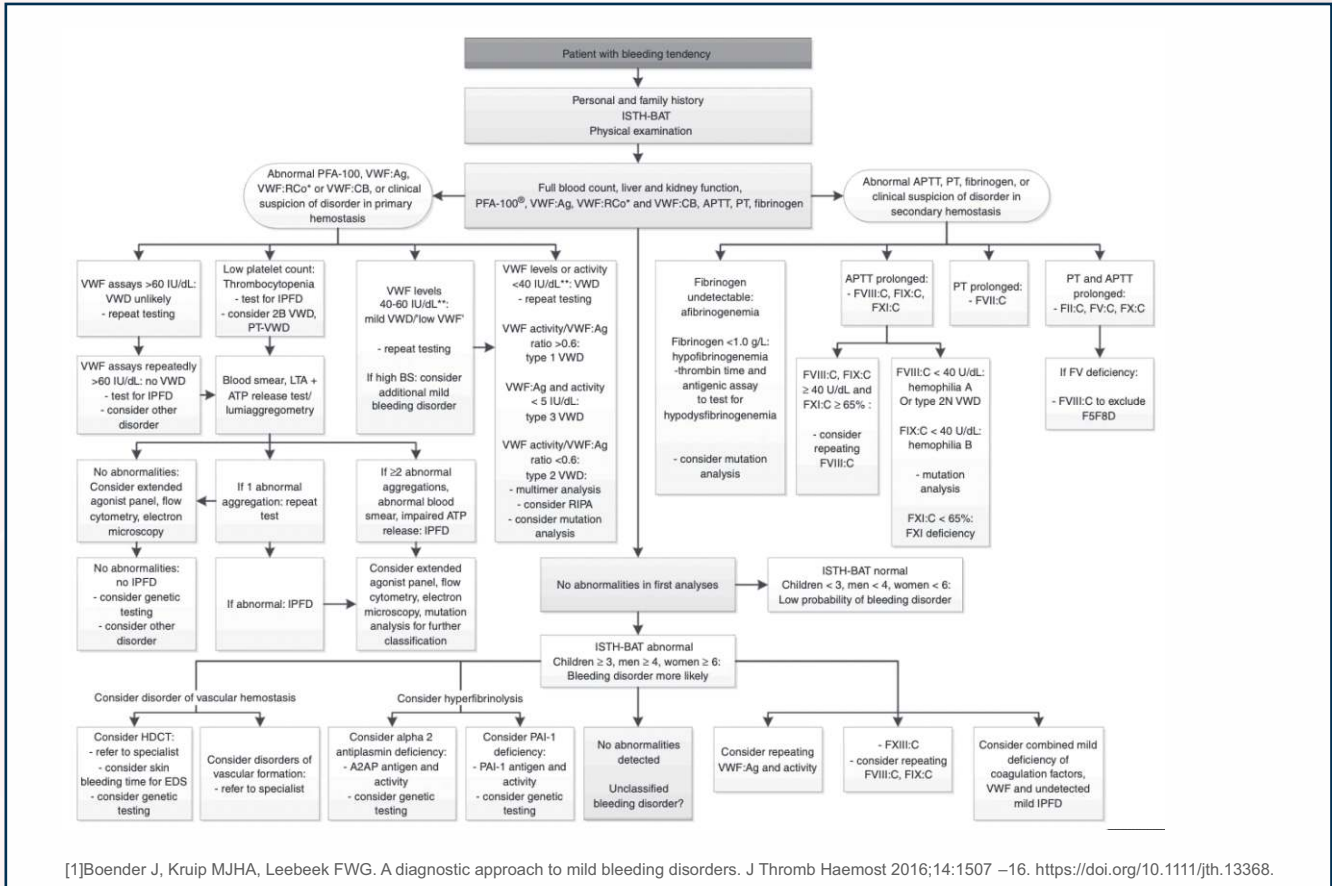 Patient with bleeding tendency
Personal and family history
ISTH-BAT
Physical examination
Abnormal PFA-100, VWF:Ag,
VWF:RCo* or VWF:CB, or clinical
suspicion of disorder in primary
hemostasis
Full blood count, liver and kidney function,
PFA-100®, VWF:Ag, VWF:RCo* and VWF:CB, APTT, PT, fibrinogen
Abnormal APTT, PT, fibrinogen, or
clinical suspicion of disorder in
secondary hemostasis
VWF assays >60 IU/dL:
VWD unlikely
- repeat testing
Low platelet count:
Thrombocytopenia
- test for IPFD
- consider 2B VWD,
PT-VWD
VWF levels
40-60 IU/dL**:
mild VWD/'low VWF'
- repeat testing
If high BS: consider
additional mild
bleeding disorder
VWF levels or activity
<40 IU/dL**: VWD
- repeat testing
VWF activity/VWF:Ag
ratio >0.6:
type 1 VWD
VWF:Ag and activity
< 5 IU/dL:
type 3 VWD
VWF activity/VWF:Ag
ratio <0.6:
type 2 VWD:
- multimer analysis
- consider RIPA
- consider mutation
analysis
Fibrinogen
undetectable:
afibrinogenemia
Fibrinogen <1.0 g/L:
hypofibrinogenemia
-thrombin time and
antigenic assay
to test for
hypodysfibrinogenemia
- consider mutation
analysis
APTT prolonged:
- FVIII:C, FIX:C,
FXI:C
PT prolonged:
- FVII:C
PT and APTT
prolonged:
- FII:C, FV:C, FX:C
VWF assays repeatedly
>60 IU/dL: no VWD
- test for IPFD
- consider other
disorder
Blood smear, LTA +
ATP release test/
lumiaggregometry
FVIII:C, FIX:C
≥ 40 U/dL and
FXI:C ≥ 65% :
- consider
repeating
FVIII:C
FVIII:C < 40 U/dL:
hemophilia A
Or type 2N VWD
FIX:C < 40 U/dL:
hemophilia B
- mutation
analysis
FXI:C < 65%:
FXI deficiency
If FV deficiency:
- FVIII:C to exclude
F5F8D
No abnormalities:
Consider extended
agonist panel, flow
cytometry, electron
microscopy
If 1 abnormal
aggregation: repeat
test
If ≥2 abnormal
aggregations,
abnormal blood
smear, impaired ATP
release: IPFD
No abnormalities:
no IPFD
- consider genetic
testing
- consider other
disorder
If abnormal: IPFD
Consider extended
agonist panel, flow
cytometry, electron
microscopy, mutation
analysis for further
classification
No abnormalities in first analyses
ISTH-BAT normal
Children < 3, men < 4, women < 6:
Low probability of bleeding disorder
ISTH-BAT abnormal
Children ≥ 3, men ≥ 4, women ≥ 6:
Bleeding disorder more likely
Consider disorder of vascular hemostasis
Consider hyperfibrinolysis
Consider HDCT:
- refer to specialist
- consider skin
bleeding time for EDS
- consider genetic
testing
Consider disorders of
vascular formation:
- refer to specialist
Consider alpha 2
antiplasmin deficiency:
- A2AP antigen and
activity
- consider genetic
testing
Consider PAI-1
deficiency:
- PAI-1 antigen and
activity
- consider genetic
testing
No abnormalities
detected
Unclassified
bleeding disorder?
Consider repeating
VWF:Ag and activity
- FXIII:C
- consider repeating
FVIII:C, FIX:C
Consider combined mild
deficiency of
coagulation factors,
VWF and undetected
mild IPFD
[1]Boender J, Kruip MJHA, Leebeek FWG. A diagnostic approach to mild bleeding disorders. J Thromb Haemost 2016;14:1507 –16. https://doi.org/10.1111/jth.13368.